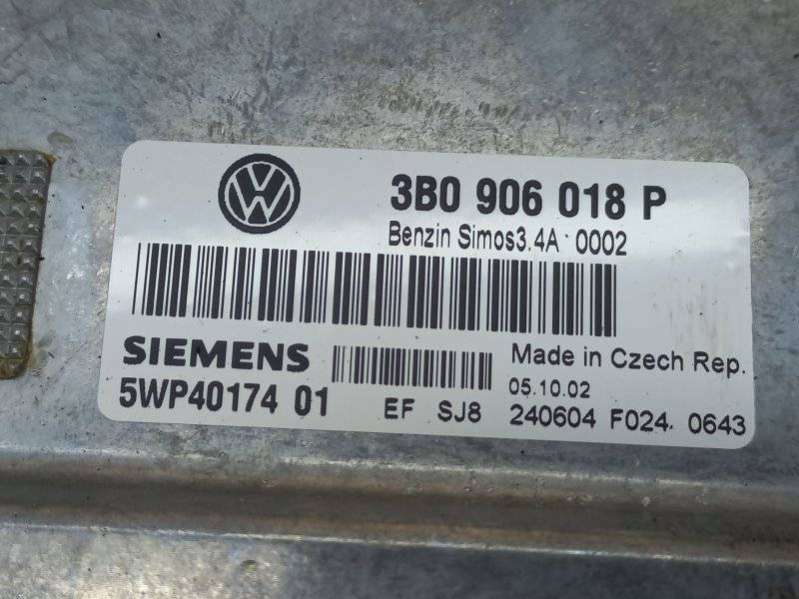 3B0 906 018 P
Benzin Simos3.4A 0002
SIEMENS
Made in Czech Rep.
5WP40174 01
05.10.02
EF SJ8
240604 F024. 0643